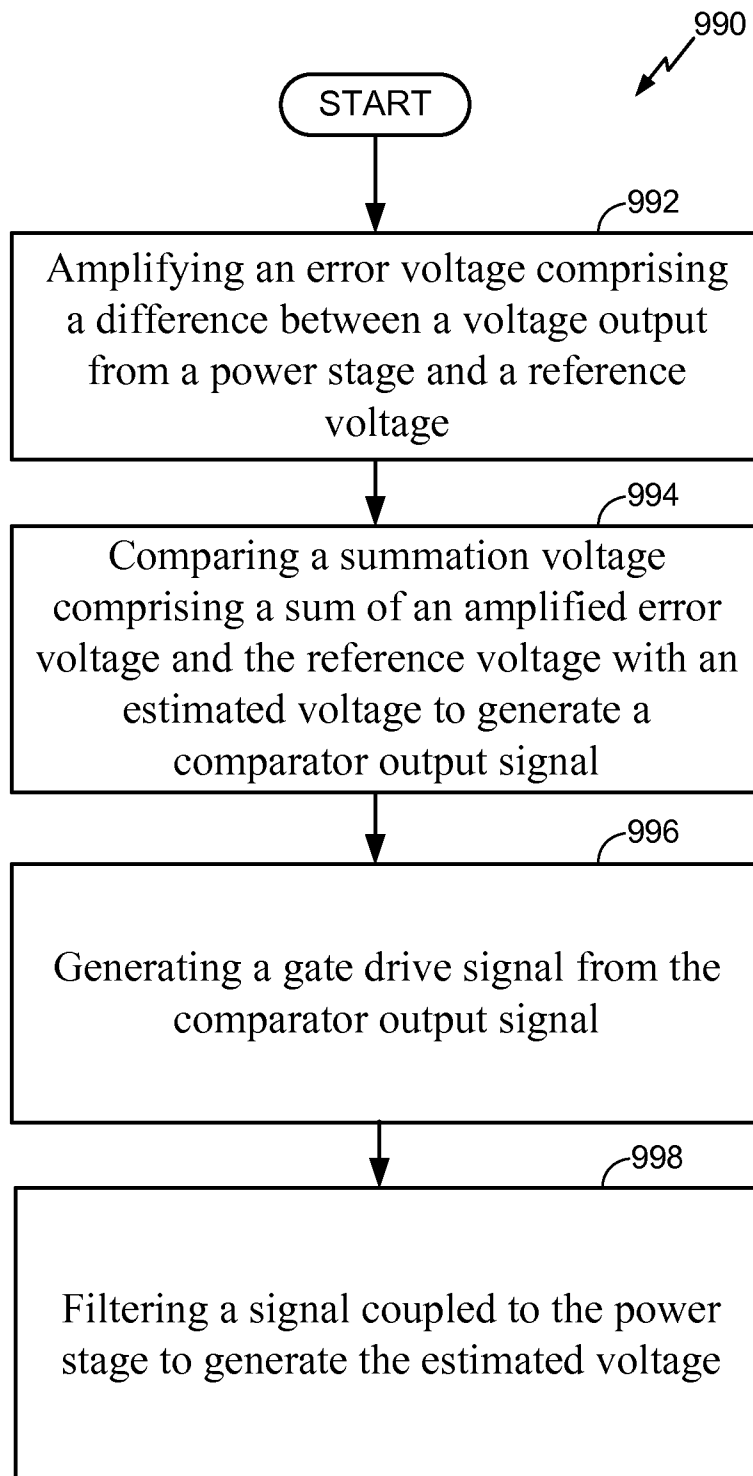 990
START
992
Amplifying an error voltage comprising
a difference between a voltage output
from a power stage and a reference
voltage
994
Comparing a summation voltage
comprising a sum of an amplified error
voltage and the reference voltage with an
estimated voltage to generate a
comparator output signal
996
Generating a gate drive signal from the
comparator output signal
998
Filtering a signal coupled to the power
stage to generate the estimated voltage